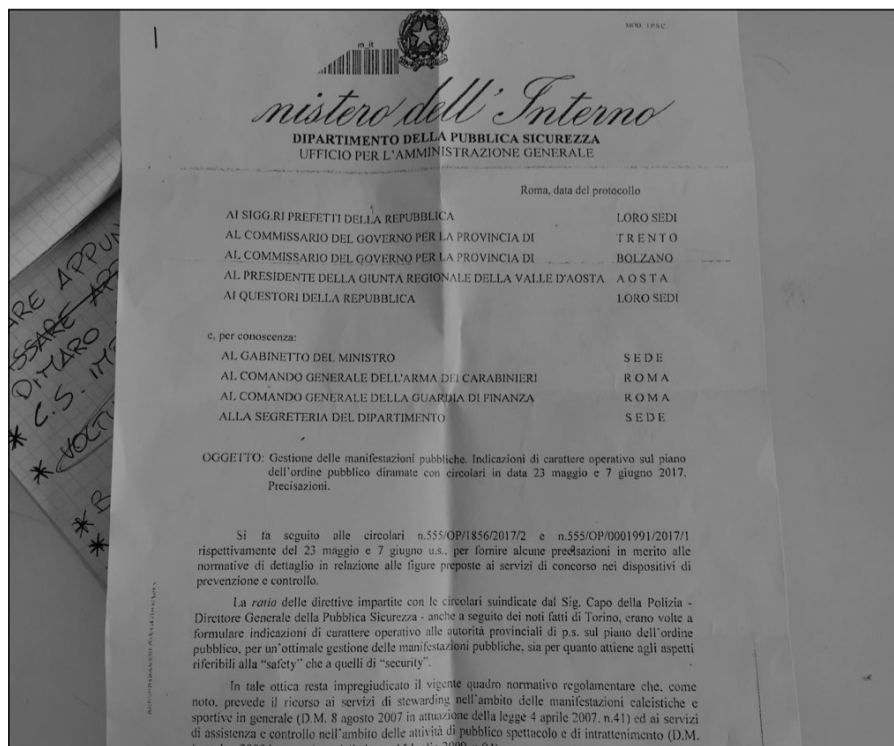 MOD. I P.S.C.
m_it
nistero dell'Interno
DIPARTIMENTO DELLA PUBBLICA SICUREZZA
UFFICIO PER L'AMMINISTRAZIONE GENERALE
Roma, data del protocollo
AI SIGG.RI PREFETTI DELLA REPUBBLICA LORO SEDI
AL COMMISSARIO DEL GOVERNO PER LA PROVINCIA DI TRENTO
AL COMMISSARIO DEL GOVERNO PER LA PROVINCIA DI BOLZANO
AL PRESIDENTE DELLA GIUNTA REGIONALE DELLA VALLE D'AOSTA AOSTA
AI QUESTORI DELLA REPUBBLICA LORO SEDI
e, per conoscenza:
AL GABINETTO DEL MINISTRO SEDE
AL COMANDO GENERALE DELL'ARMA DEI CARABINIERI ROMA
AL COMANDO GENERALE DELLA GUARDIA DI FINANZA ROMA
ALLA SEGRETERIA DEL DIPARTIMENTO SEDE
OGGETTO: Gestione delle manifestazioni pubbliche. Indicazioni di carattere operativo sul piano
dell'ordine pubblico diramate con circolari in data 23 maggio e 7 giugno 2017.
Precisazioni.
Si fa seguito alle circolari n.555/OP/1856/2017/2 e n.555/OP/0001991/2017/1
rispettivamente del 23 maggio e 7 giugno u.s., per fornire alcune precisazioni in merito alle
normative di dettaglio in relazione alle figure preposte ai servizi di concorso nei dispositivi di
prevenzione e controllo.
La ratio delle direttive impartite con le circolari suindicate dal Sig. Capo della Polizia -
Direttore Generale della Pubblica Sicurezza - anche a seguito dei noti fatti di Torino, erano volte a
formulare indicazioni di carattere operativo alle autorità provinciali di p.s. sul piano dell'ordine
pubblico, per un'ottimale gestione delle manifestazioni pubbliche, sia per quanto attiene agli aspetti
riferibili alla "safety" che a quelli di "security".
In tale ottica resta impregiudicato il vigente quadro normativo regolamentare che, come
noto, prevede il ricorso ai servizi di stewarding nell'ambito delle manifestazioni calcistiche e
sportive in generale (D.M. 8 agosto 2007 in attuazione della legge 4 aprile 2007, n.41) ed ai servizi
di assistenza e controllo nell'ambito delle attività di pubblico spettacolo e di intrattenimento (D.M.
ARE APPUN
SSARE
DIMARO
* C.S.
*
* B
*